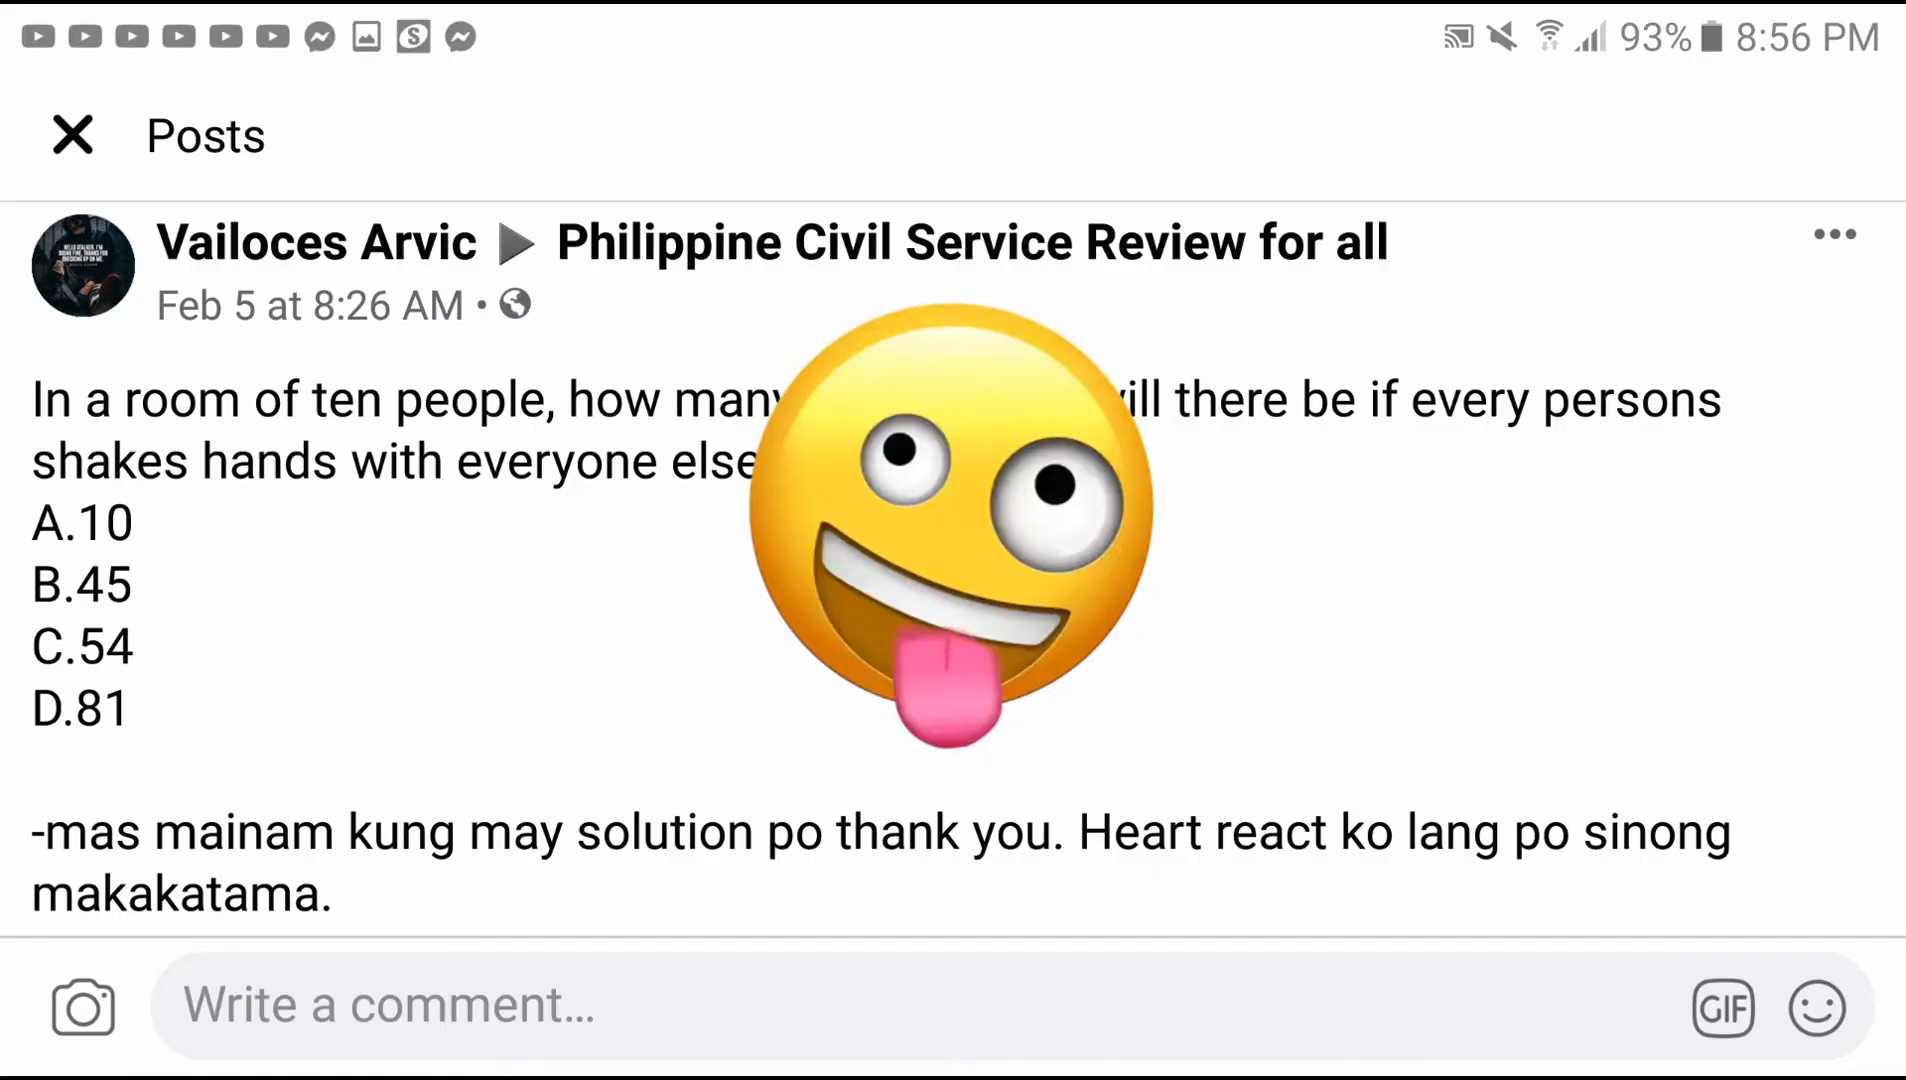 93% 8:56 PM
Posts
Vailoces Arvic ▶ Philippine Civil Service Review for all
Feb 5 at 8:26 AM •
In a room of ten people, how many there be if every persons
shakes hands with everyone else
A.10
B.45
C.54
D.81
-mas mainam kung may solution po thank you. Heart react ko lang po sinong
makakatama.
Write a comment...
GIF